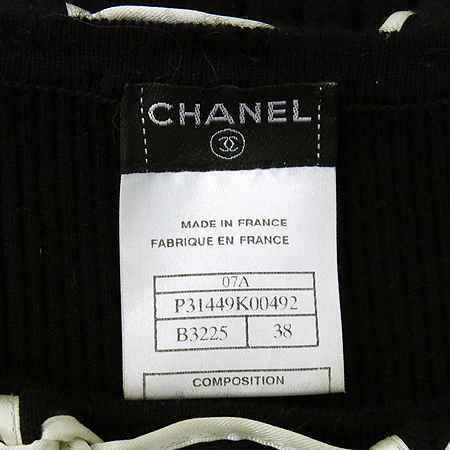 CHANEL
MADE IN FRANCE
FABRIQUE EN FRANCE
07A
P31449K00492
B3225 38
COMPOSITION